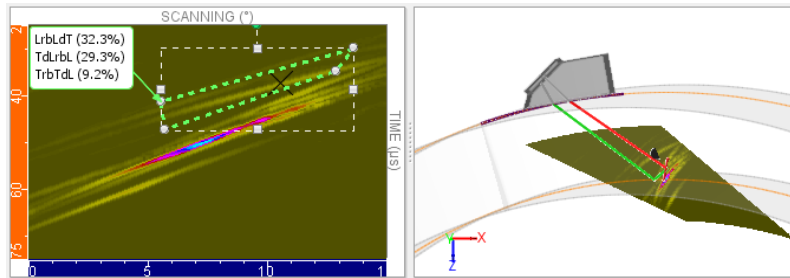 SCANNING (°)
LrbLdT (32.3%)
TdLrbL (29.3%)
TrbTdL (9.2%)
2
40
60
75
TIME (µs)
5
10
1
Y
X
Z